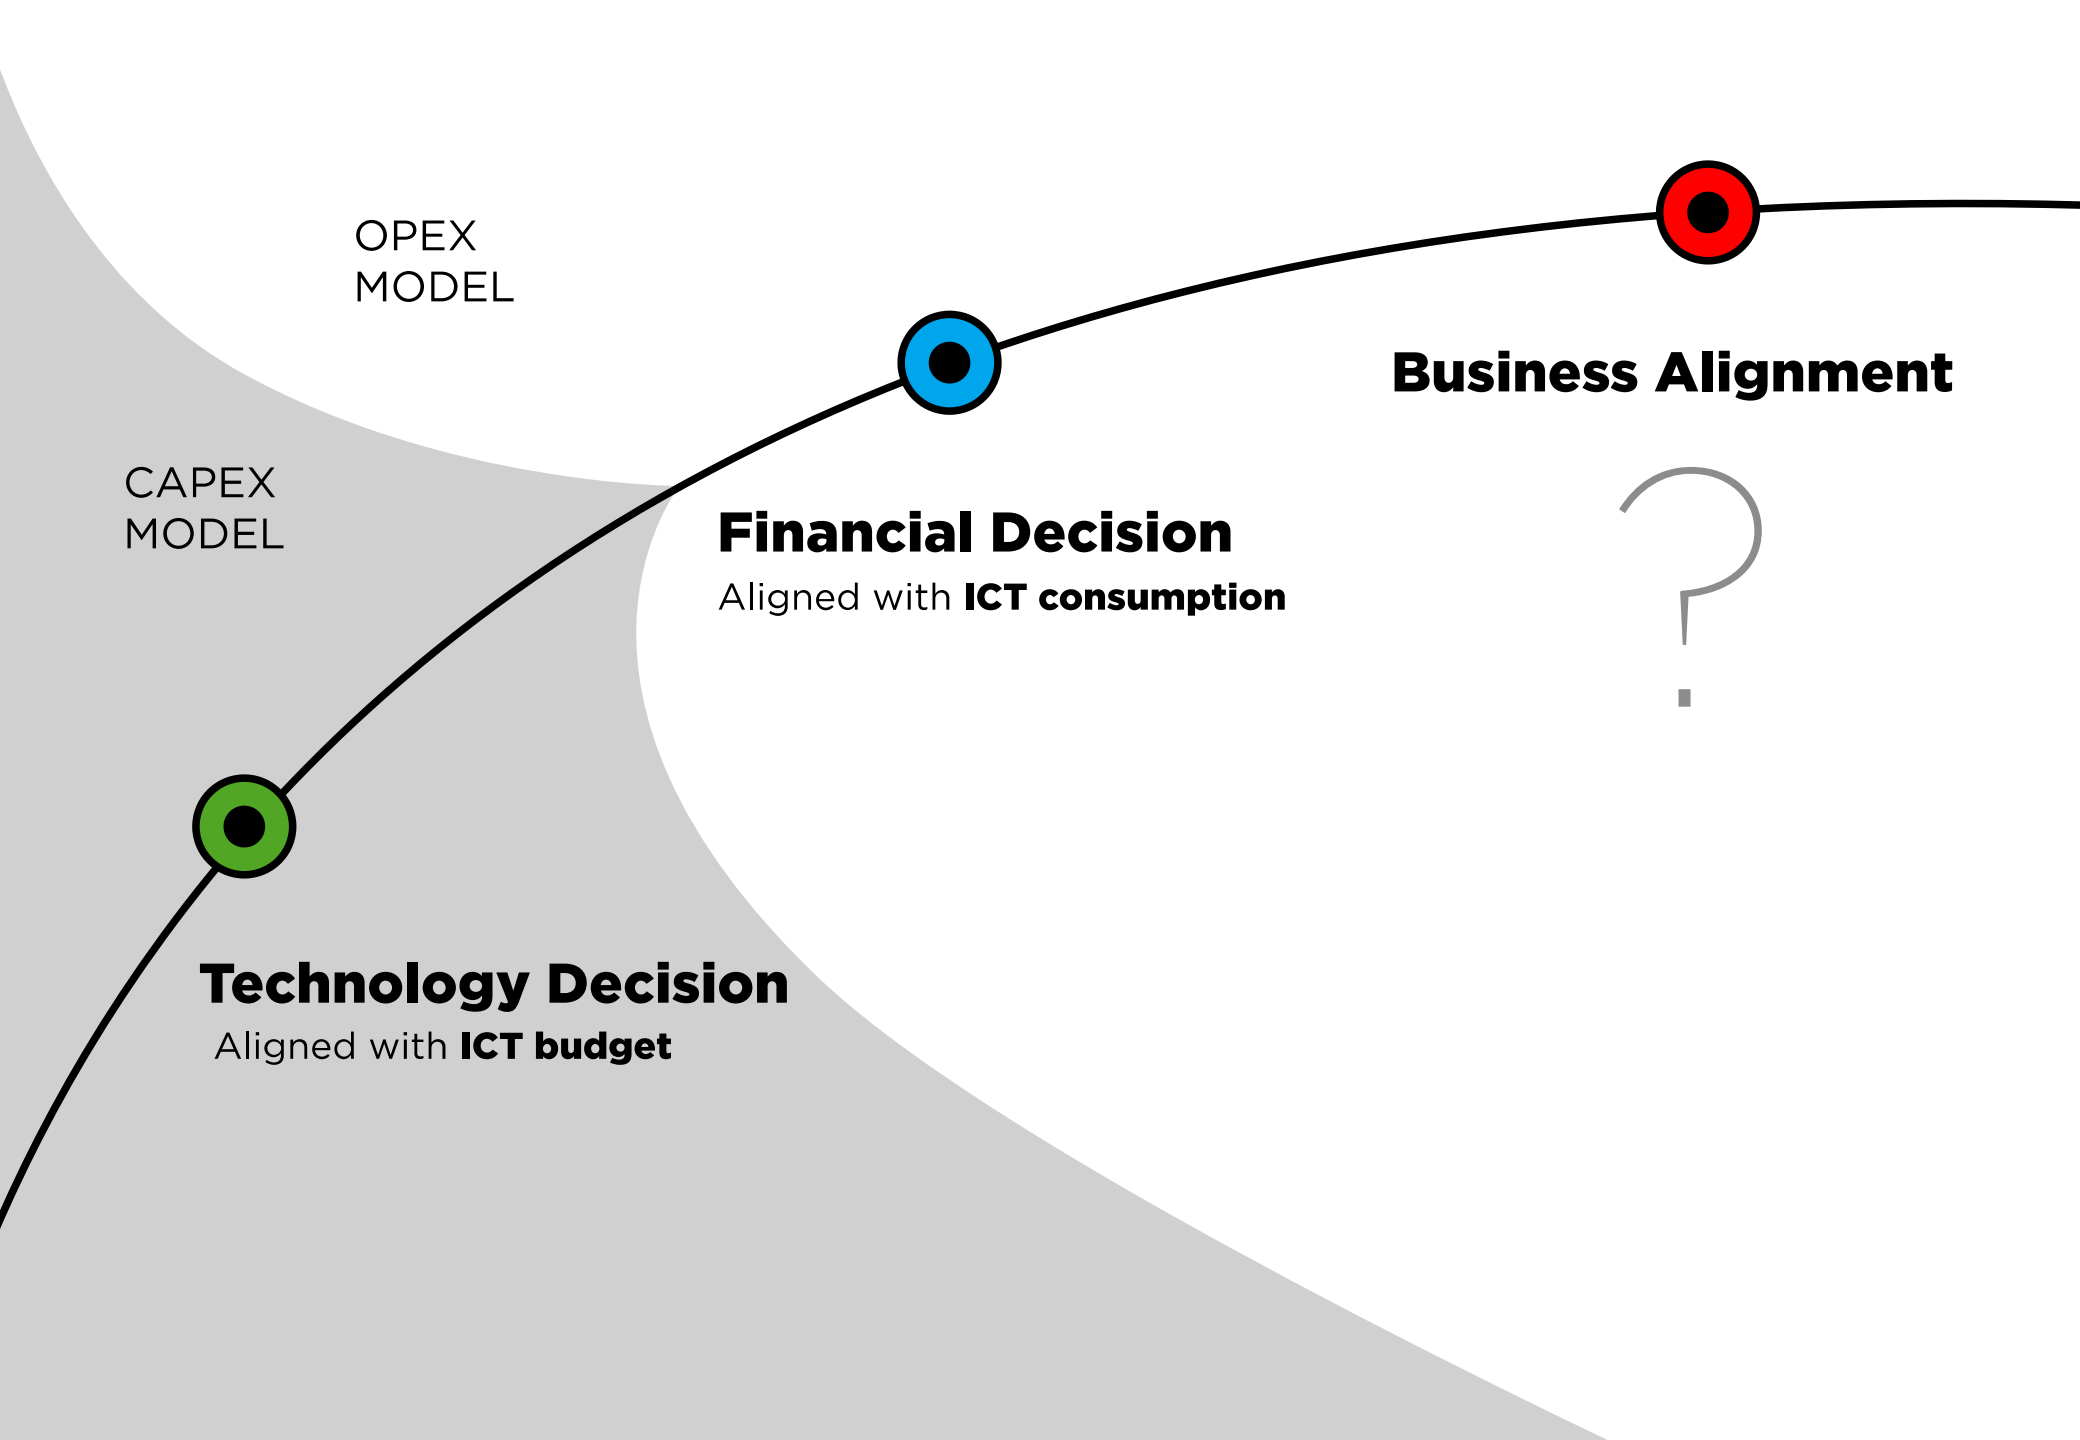 OPEX
MODEL
CAPEX
MODEL
Business Alignment
?
Financial Decision
Aligned with ICT consumption
Technology Decision
Aligned with ICT budget